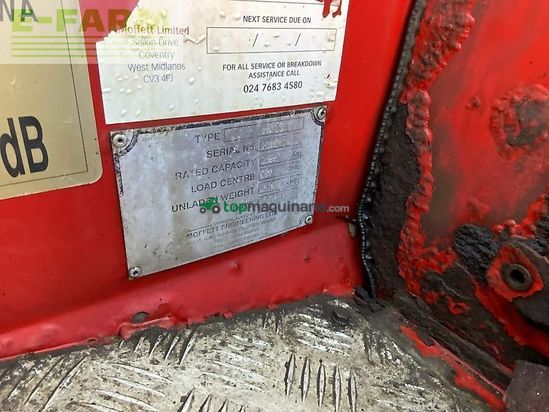 NA
E-FARM
NEXT SERVICE DUE ON
/ /
Moffett Limited
Siskin Drive
Coventry
West Midlands
CV3 4FJ
FOR ALL SERVICE OR BREAKDOWN
ASSISTANCE CALL
024 7683 4580
dB
TYPE
SERIAL No
RATED CAPACITY
LOAD CENTRE
UNLADEN WEIGHT
topmaquinaria.com
MOFFETT ENGINEERING LTD